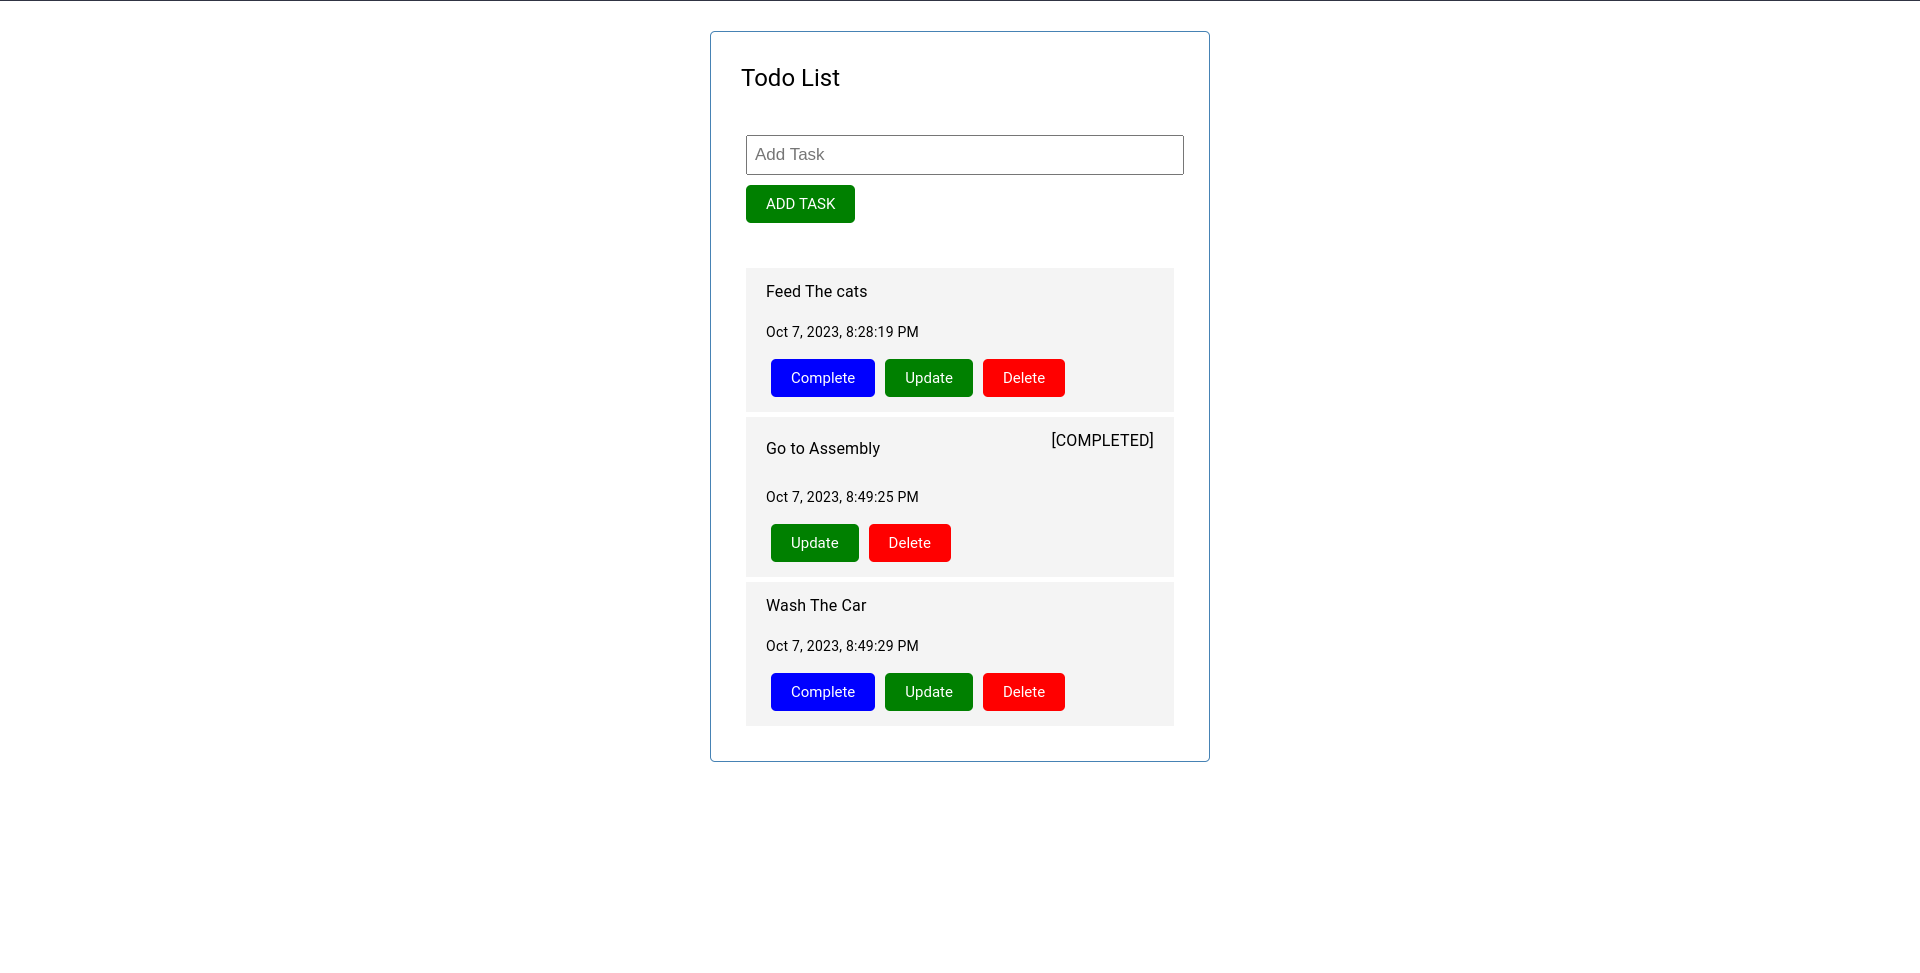 Todo List
Add Task
ADD TASK
Feed The cats
Oct 7, 2023, 8:28:19 PM
Complete Update Delete
Go to Assembly [COMPLETED]
Oct 7, 2023, 8:49:25 PM
Update Delete
Wash The Car
Oct 7, 2023, 8:49:29 PM
Complete Update Delete